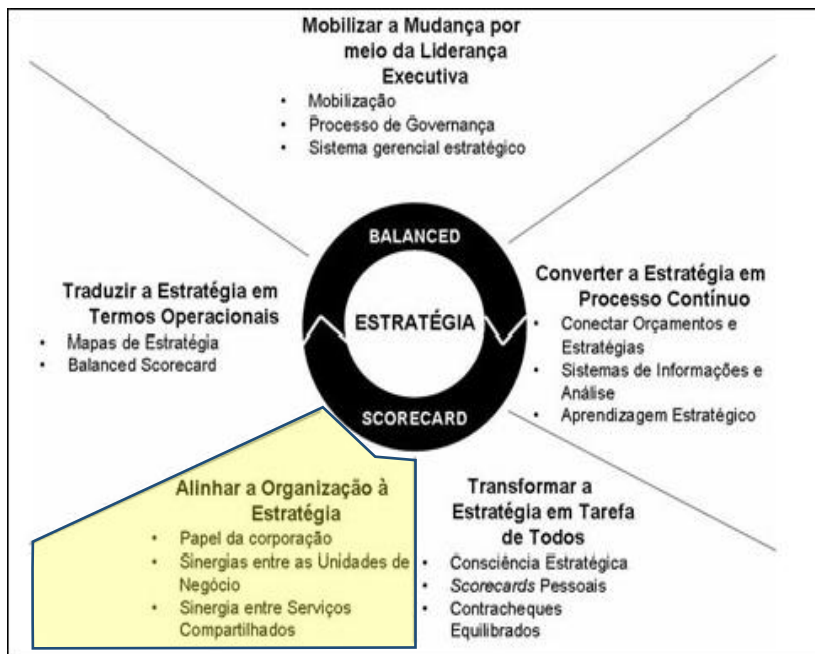 Mobilizar a Mudança por
meio da Liderança
Executiva
• Mobilização
• Processo de Governança
• Sistema gerencial estratégico
BALANCED
ESTRATÉGIA
SCORECARD
Traduzir a Estratégia em
Termos Operacionais
• Mapas de Estratégia
• Balanced Scorecard
Converter a Estratégia em
Processo Contínuo
• Conectar Orçamentos e
Estratégias
• Sistemas de Informações e
Análise
• Aprendizagem Estratégico
Alinhar a Organização à
Estratégia
• Papel da corporação
• Sinergias entre as Unidades de
Negócio
• Sinergia entre Serviços
Compartilhados
Transformar a
Estratégia em Tarefa
de Todos
• Consciência Estratégica
• Scorecards Pessoais
• Contracheques
Equilibrados